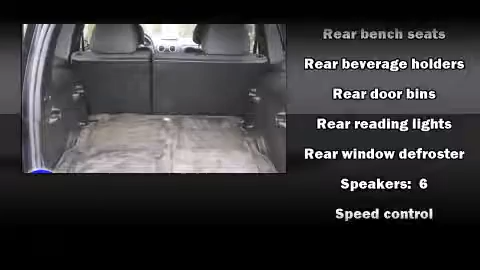 Rear bench seats
Rear beverage holders
Rear door bins
Rear reading lights
Rear window defroster
Speakers: 6
Speed control